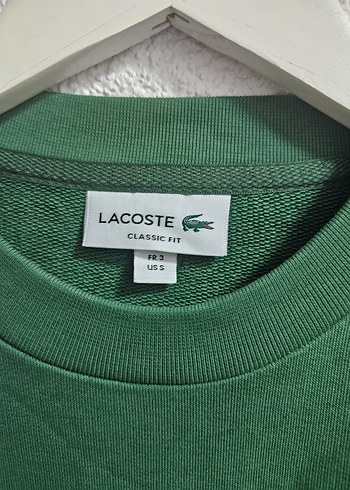 LACOSTE
CLASSIC FIT
FR 3
US S